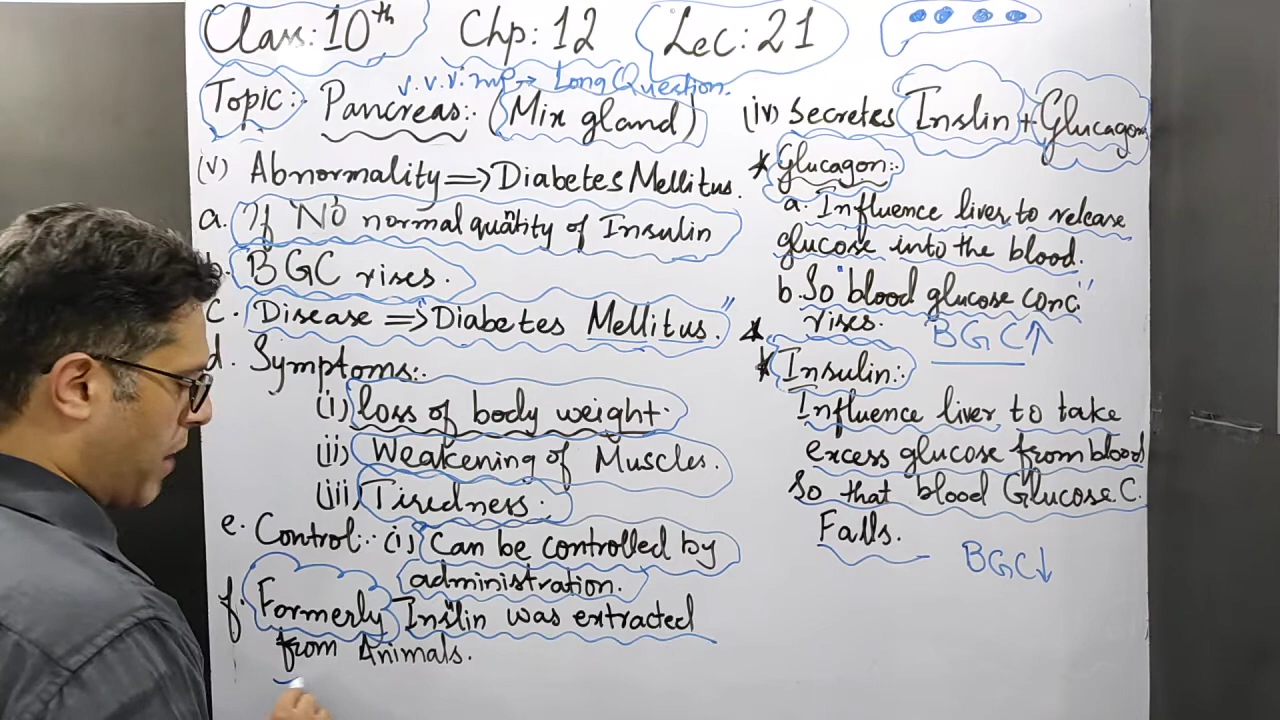 Class: 10th Chp: 12 Lec: 21
v.v.v. imp → Long Question.
Topic:- Pancreas:- (Mix gland)
(v) Abnormality ⇒ Diabetes Mellitus.
a. If No normal quantity of Insulin
b. BGC rises.
C. Disease ⇒ "Diabetes Mellitus."
d. Symptoms:-
(i) loss of body weight.
(ii) Weakening of Muscles.
(iii) Tiredness.
e. Control:- (i) Can be controlled by
administration.
f. Formerly Inslin was extracted
from Animals.
(iv) Secretes Inslin + Glucagon
* Glucagon:-
a. Influence liver to release
glucose into the blood.
b. So "blood glucose conc"
rises. BGC↑
* Insulin:-
Influence liver to take
excess glucose from blood
So that blood Glucose C.
Falls.
BGC↓